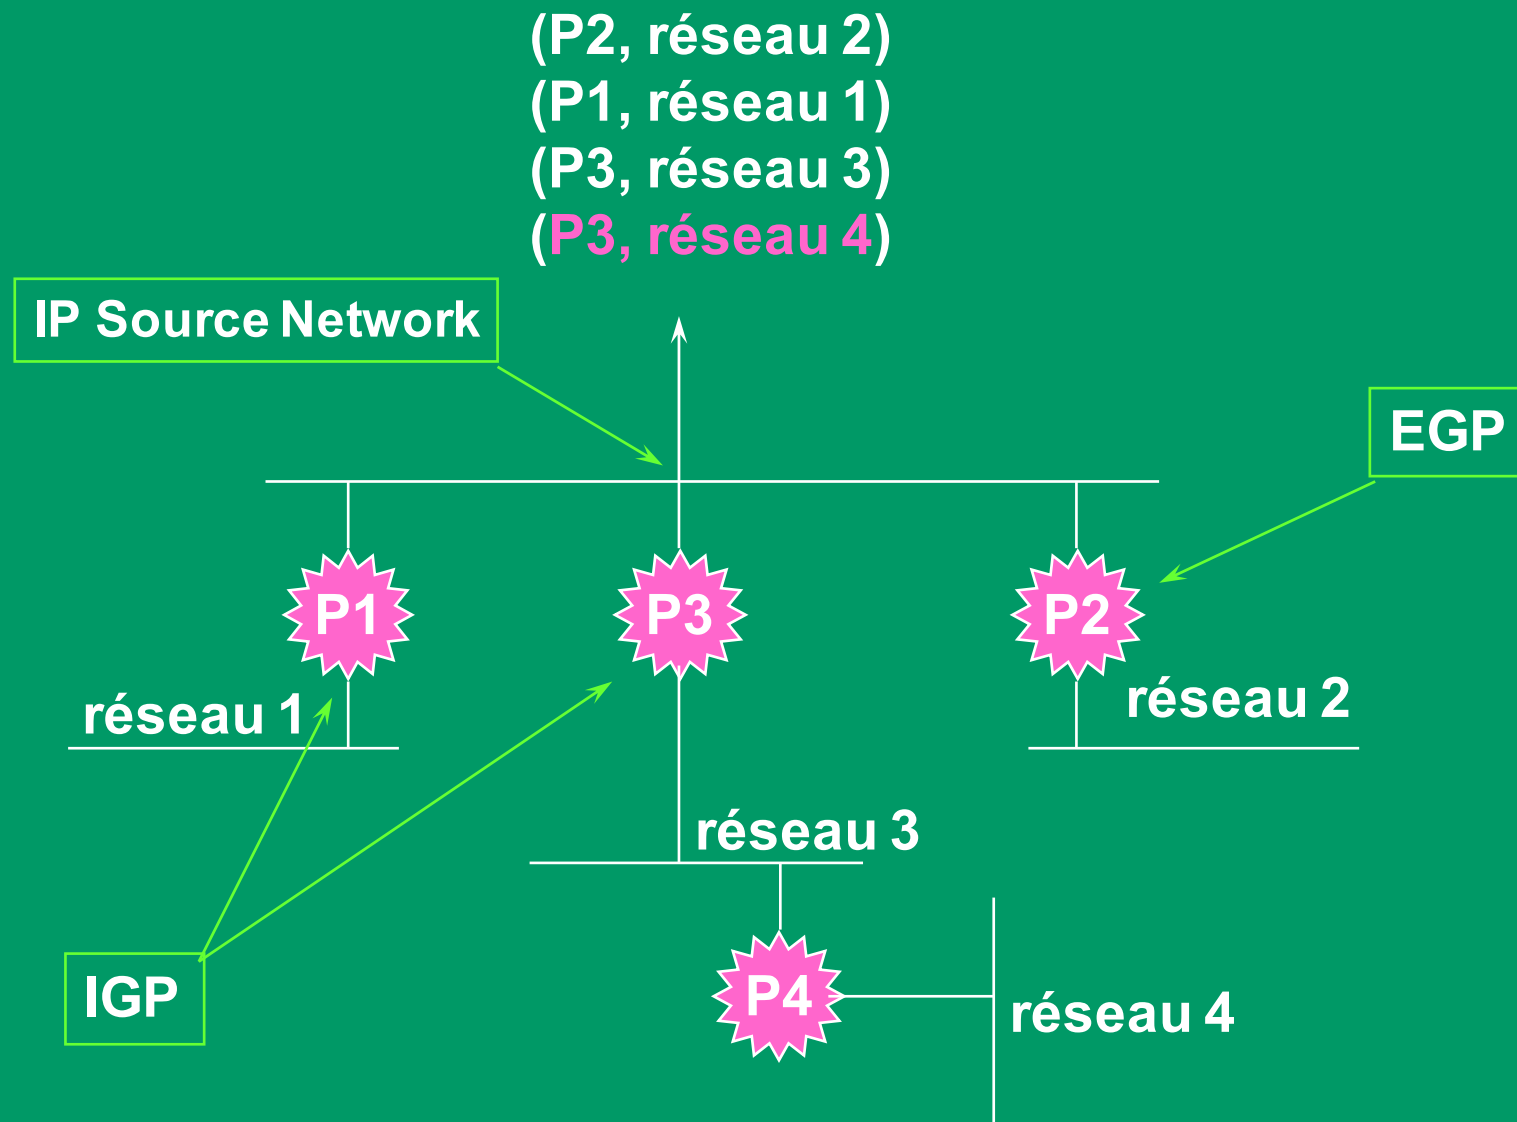 (P2, réseau 2)
(P1, réseau 1)
(P3, réseau 3)
(P3, réseau 4)
IP Source Network
EGP
P1
P3
P2
réseau 1
réseau 2
réseau 3
IGP
P4
réseau 4